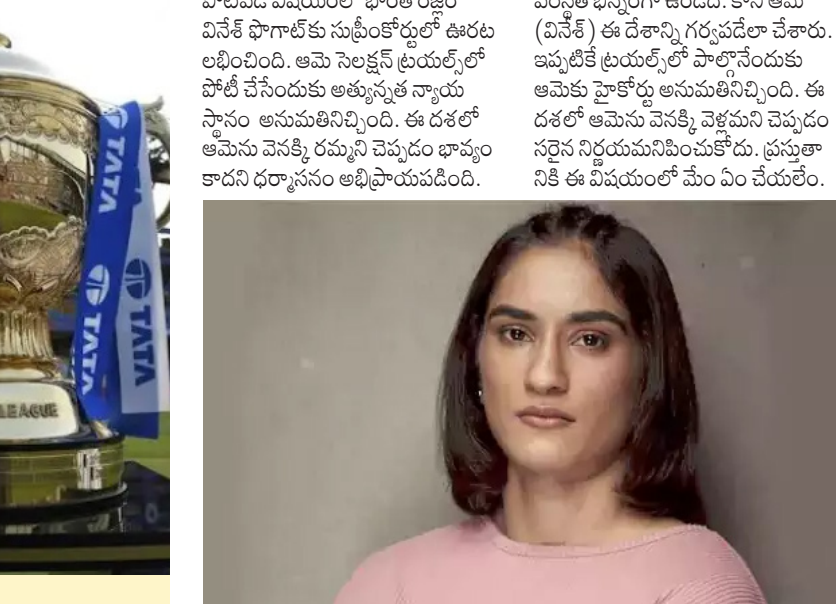 వినేశ్ ఫొగాట్‌కు సుప్రీంకోర్టులో ఊరట
లభించింది. ఆమె సెలక్షన్ ట్రయల్స్‌లో
పోటీ చేసేందుకు అత్యున్నత న్యాయ
స్థానం అనుమతినిచ్చింది. ఈ దశలో
ఆమెను వెనక్కి రమ్మని చెప్పడం భావ్యం
కాదని ధర్మాసనం అభిప్రాయపడింది.
(వినేశ్) ఈ దేశాన్ని గర్వపడేలా చేశారు.
ఇప్పటికే ట్రయల్స్‌లో పాల్గొనేందుకు
ఆమెకు హైకోర్టు అనుమతినిచ్చింది. ఈ
దశలో ఆమెను వెనక్కి వెళ్లమని చెప్పడం
సరైన నిర్ణయమనిపించుకోదు. ప్రస్తుతా
నికి ఈ విషయంలో మేం ఏం చేయలేం.
TATA
TATA
TATA
TATA
LEAGUE